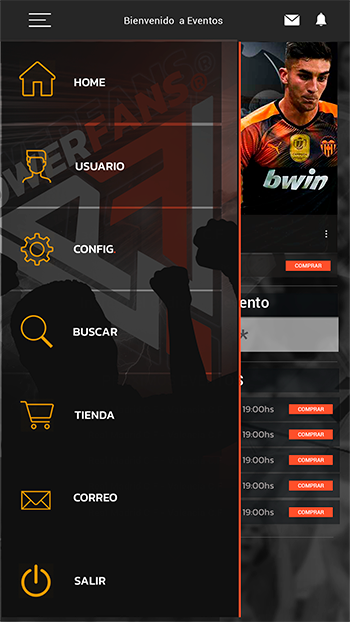 Bienvenido a Eventos
HOME
OWERFANS
USUARIO
bwin
CONFIG.
COMPRAR
ento
BUSCAR
*
S
TIENDA
19:00hs COMPRAR
19:00hs COMPRAR
19:00hs COMPRAR
19:00hs COMPRAR
19:00hs COMPRAR
CORREO
SALIR